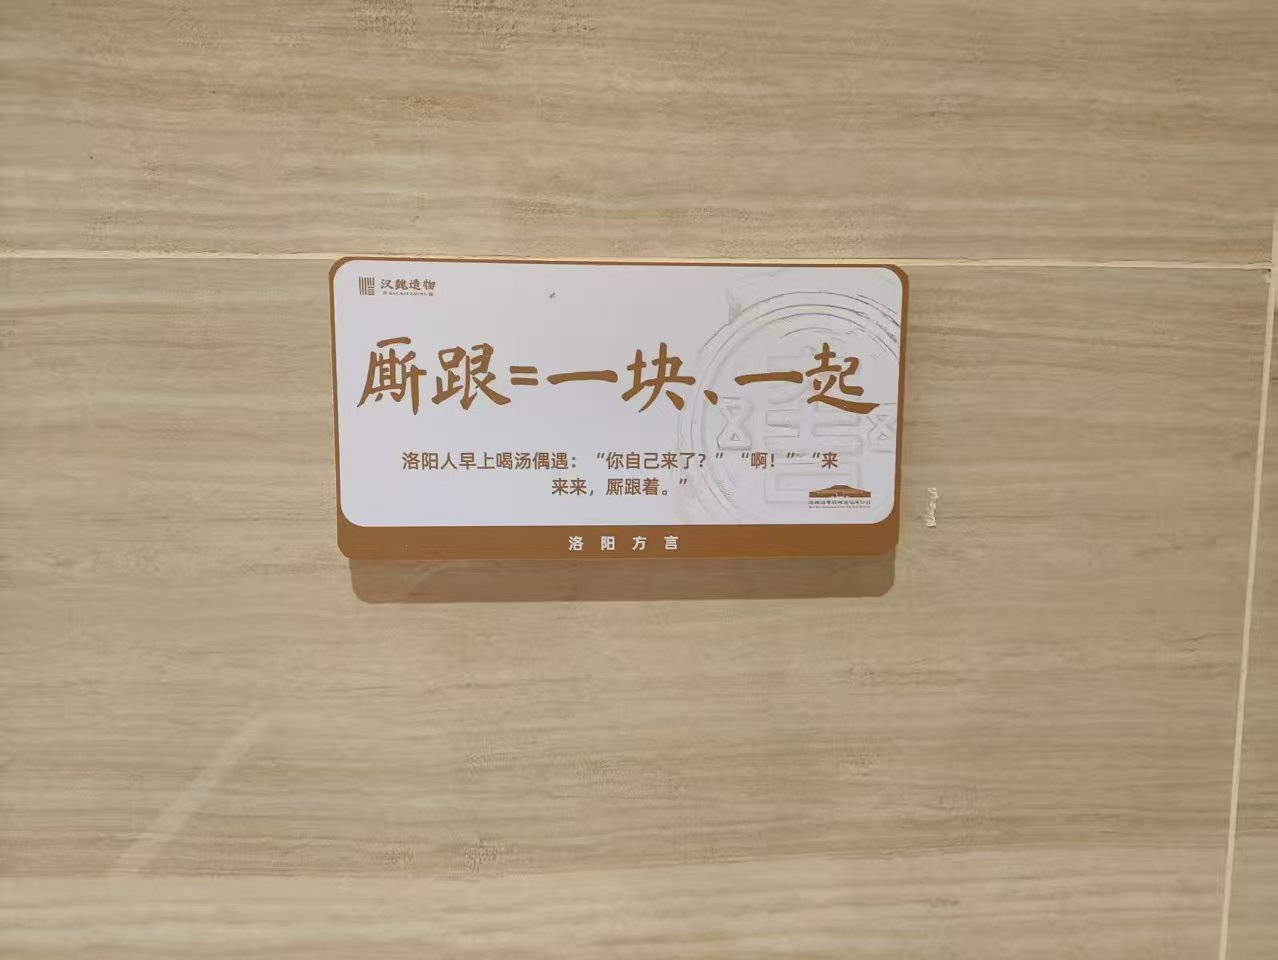 汉魏造物
厮跟=一块、一起
洛阳人早上喝汤偶遇：“你自己来了？”“啊！”“来
来来，厮跟着。”
洛阳方言